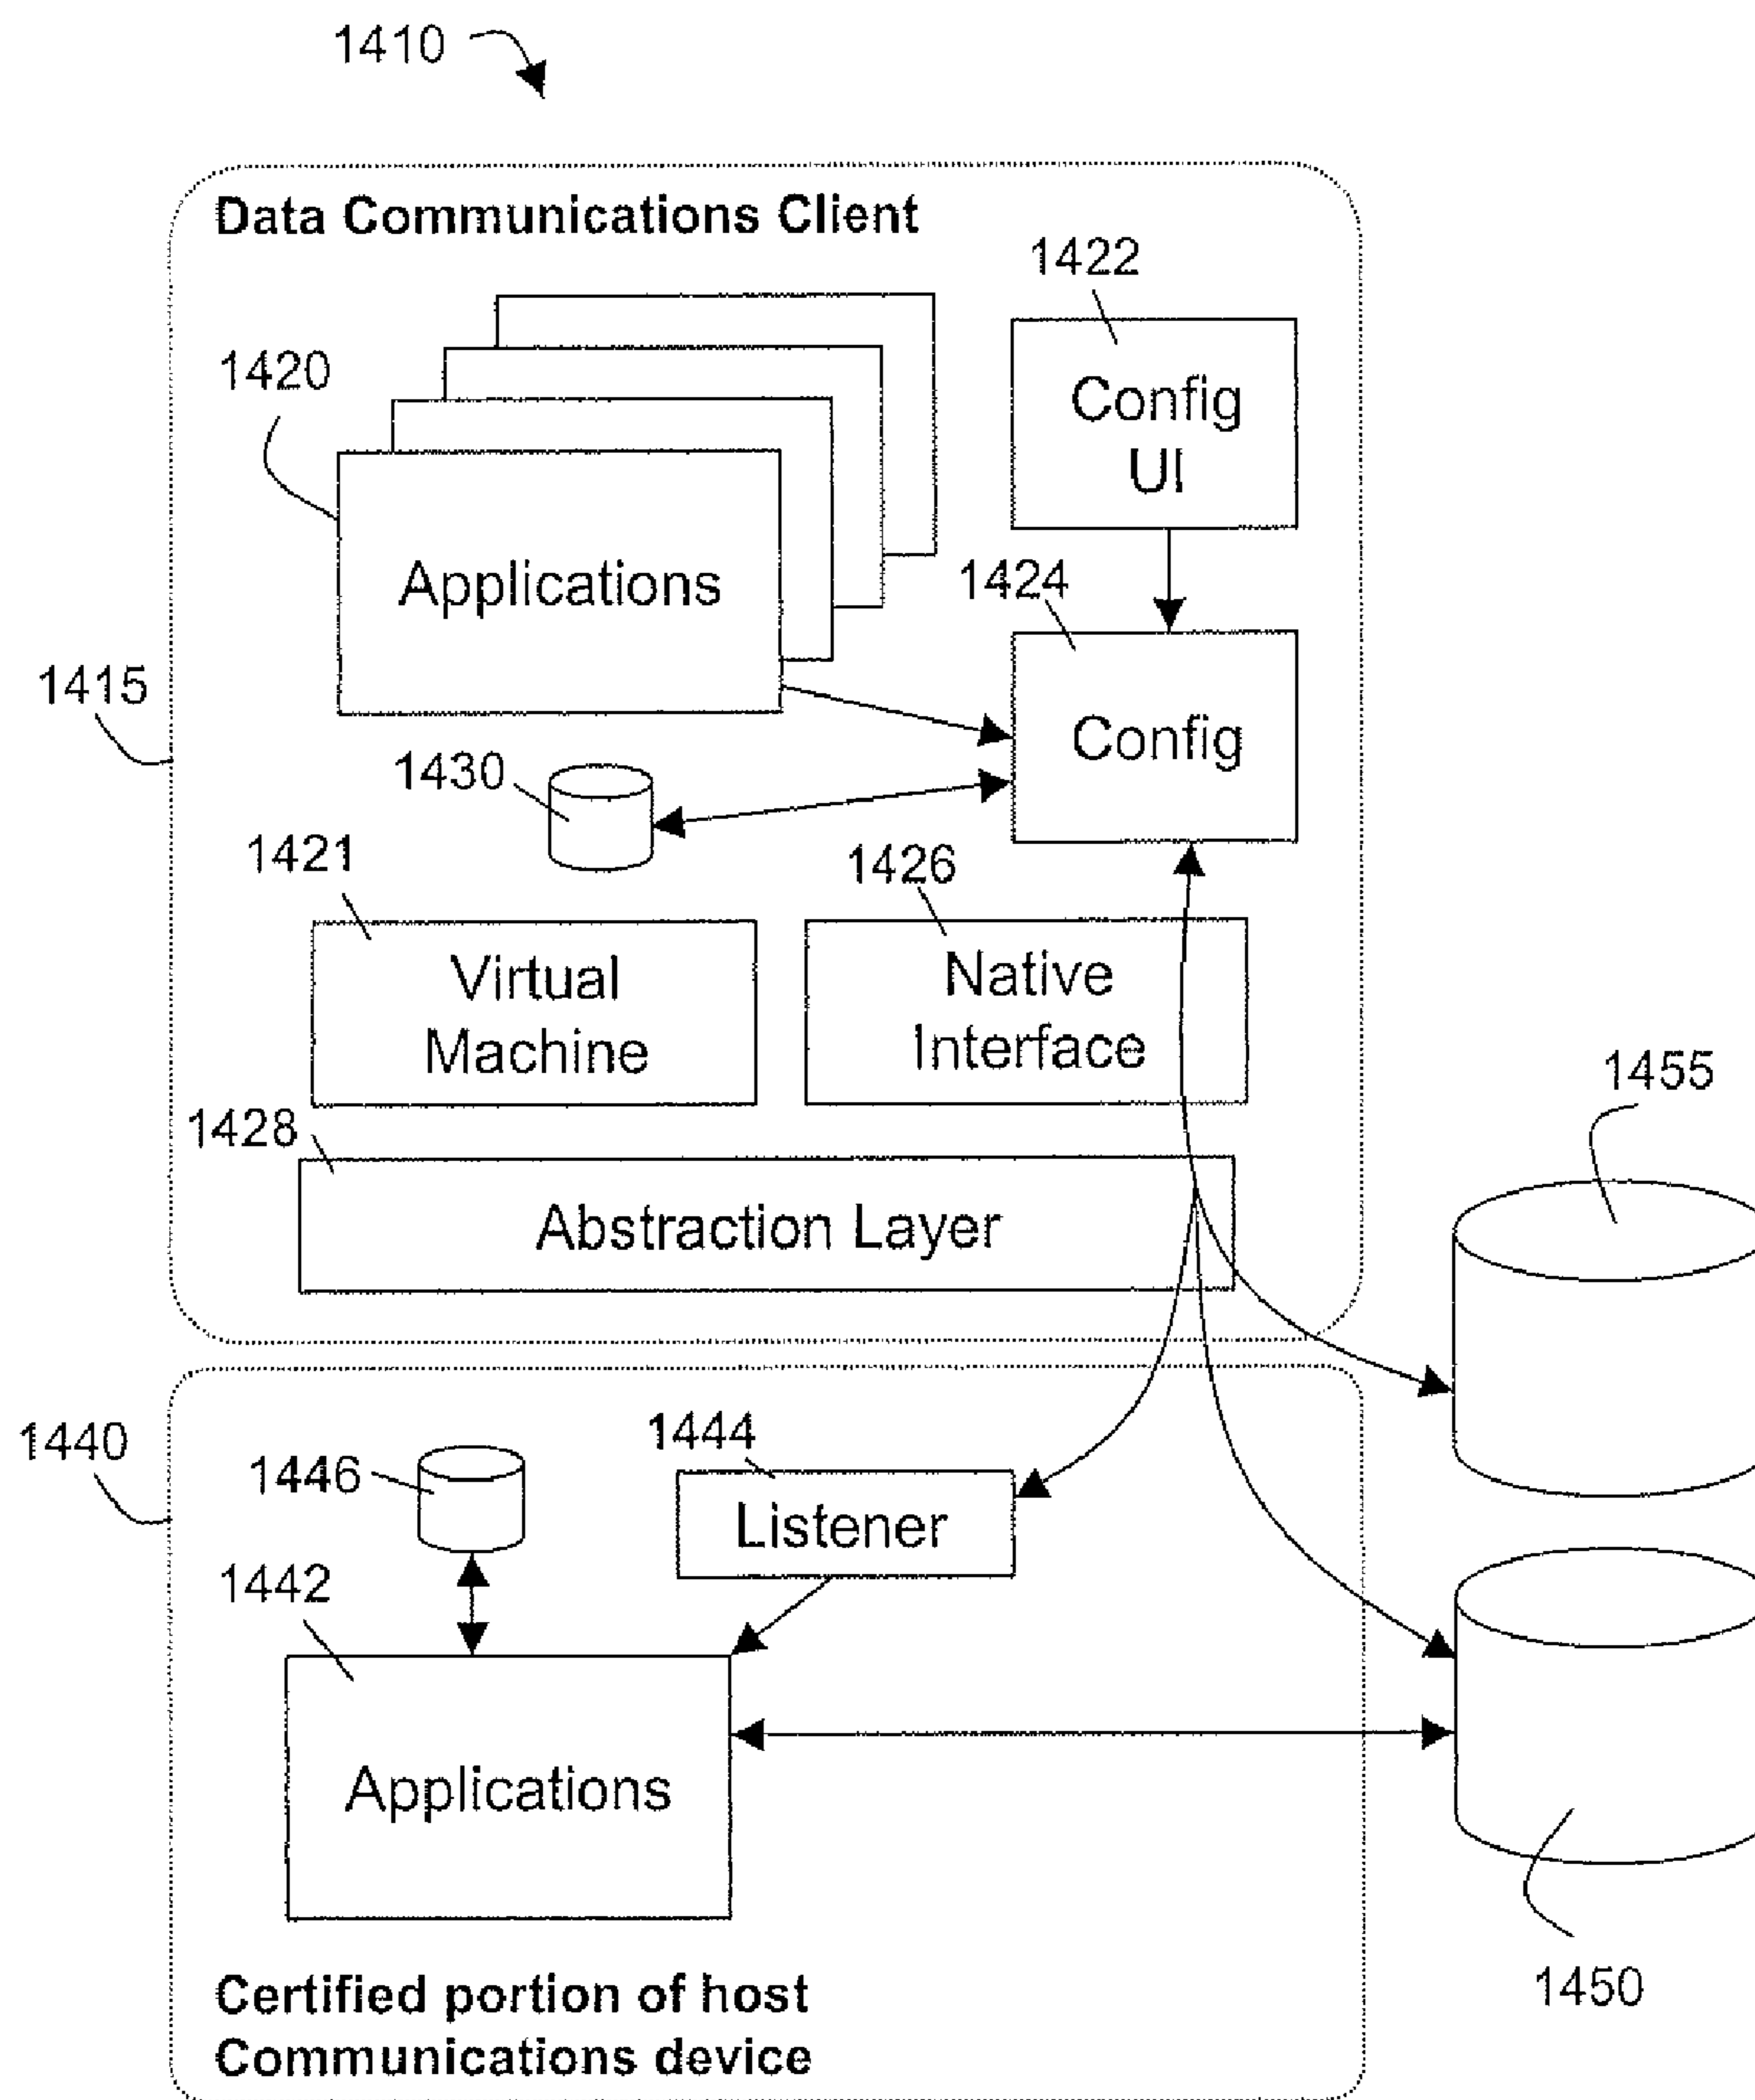 1410
Data Communications Client
1422
1420
Config
UI
Applications
1424
1415
Config
1430
1421
1426
Virtual
Machine
Native
Interface
1455
1428
Abstraction Layer
1440
1446
1444
Listener
1442
Applications
1450
Certified portion of host
Communications device